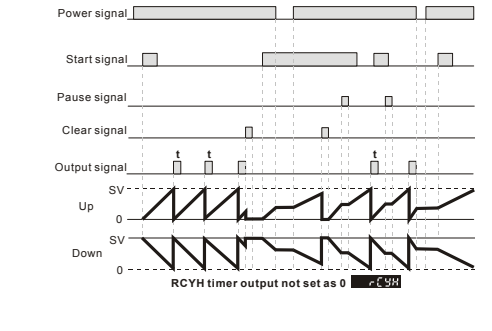 Power signal
Start signal
Pause signal
Clear signal
t t t
Output signal
SV
Up
0
SV
Down
0
RCYH timer output not set as 0 rCYH